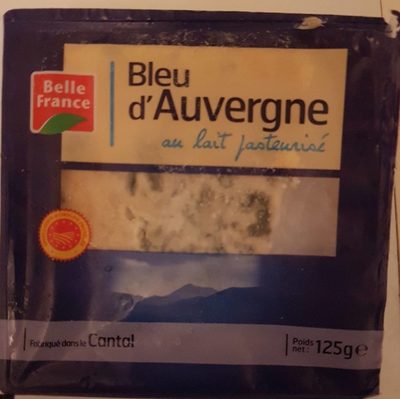 Belle
France
Bleu
d'Auvergne
au lait pasteurisé
Fabriqué dans le Cantal
Poids
net : 125g e